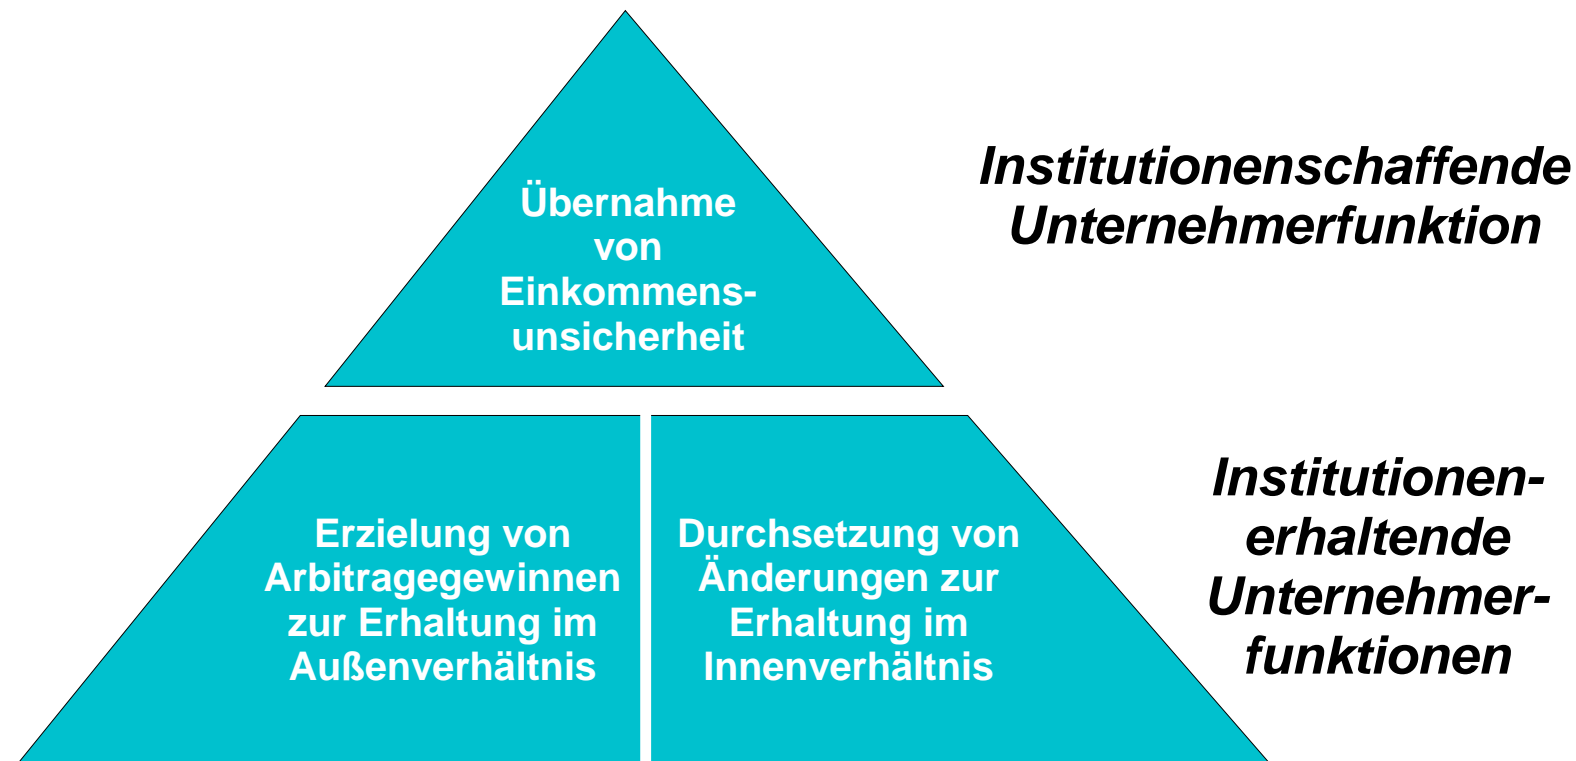 Übernahme
von
Einkommens-
unsicherheit
Institutionenschaffende
Unternehmerfunktion
Erzielung von
Arbitragegewinnen
zur Erhaltung im
Außenverhältnis
Durchsetzung von
Änderungen zur
Erhaltung im
Innenverhältnis
Institutionen-
erhaltende
Unternehmer-
funktionen